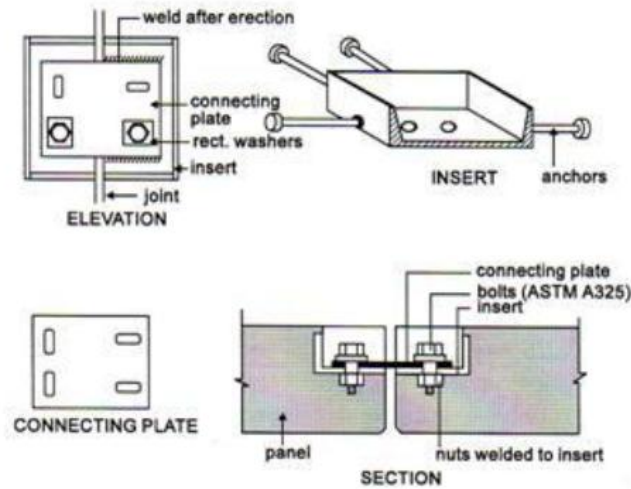 weld after erection
connecting
plate
rect. washers
insert
joint
ELEVATION
INSERT
anchors
CONNECTING PLATE
connecting plate
bolts (ASTM A325)
insert
panel
nuts welded to insert
SECTION